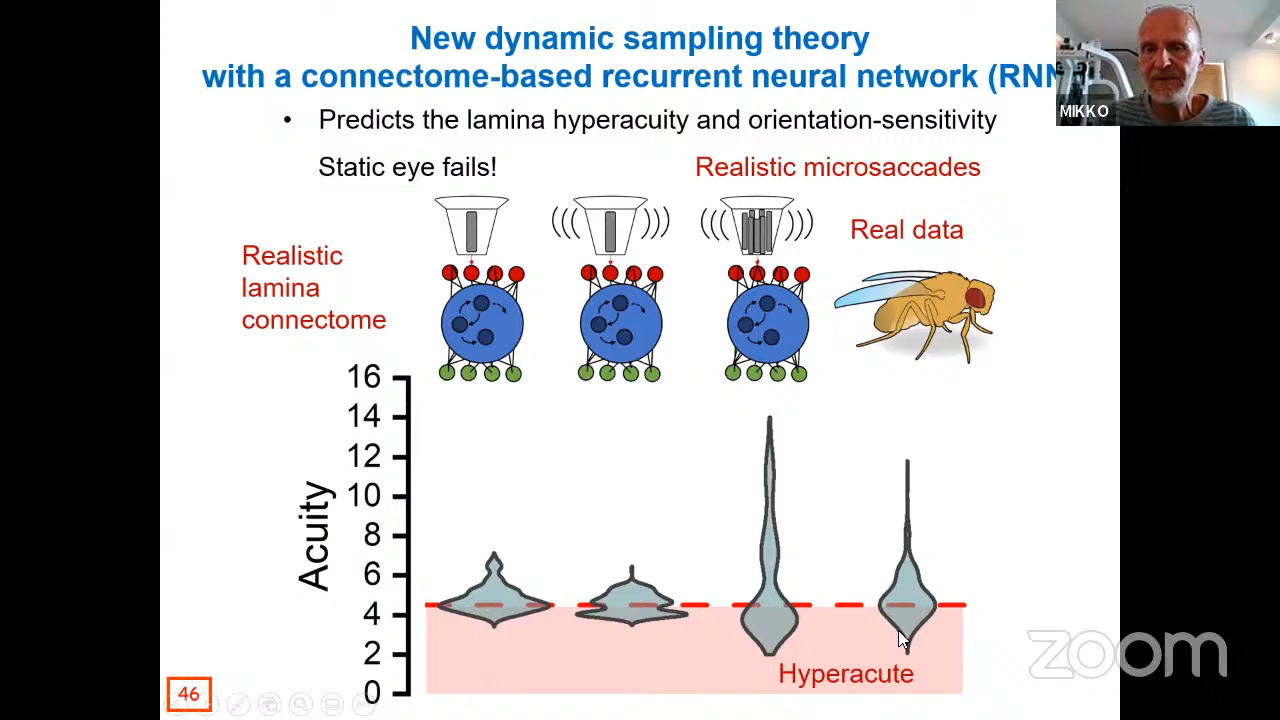 New dynamic sampling theory
with a connectome-based recurrent neural network (RNN
MIKKO
• Predicts the lamina hyperacuity and orientation-sensitivity
Static eye fails!
Realistic microsaccades
Real data
Realistic
lamina
connectome
16
14
12
10
8
6
4
2
0
Acuity
Hyperacute
46
zoom